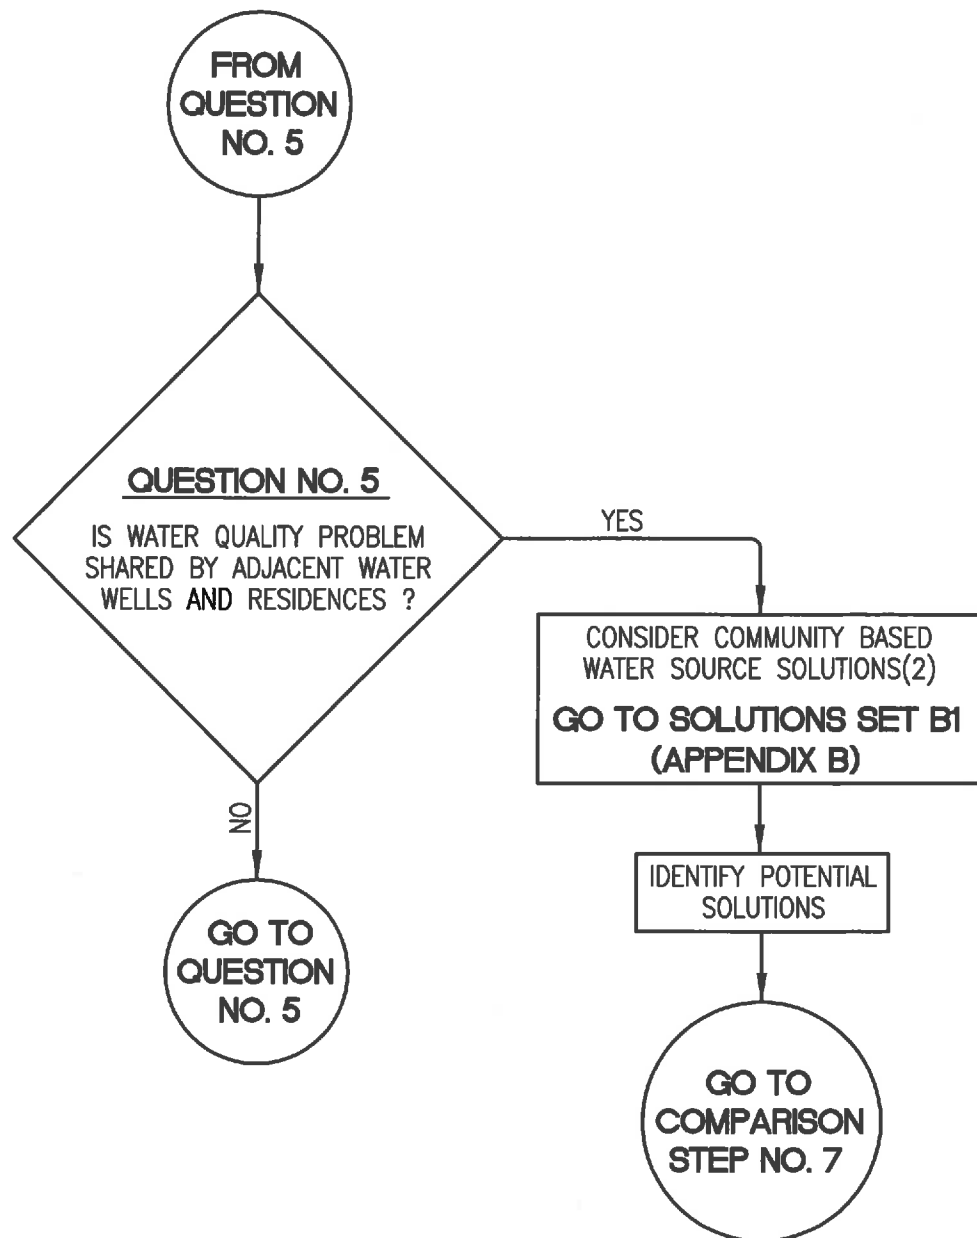 FROM
QUESTION
NO. 5
QUESTION NO. 5
IS WATER QUALITY PROBLEM
SHARED BY ADJACENT WATER
WELLS AND RESIDENCES ?
YES
CONSIDER COMMUNITY BASED
WATER SOURCE SOLUTIONS(2)
GO TO SOLUTIONS SET B1
(APPENDIX B)
NO
IDENTIFY POTENTIAL
SOLUTIONS
GO TO
QUESTION
NO. 5
GO TO
COMPARISON
STEP NO. 7